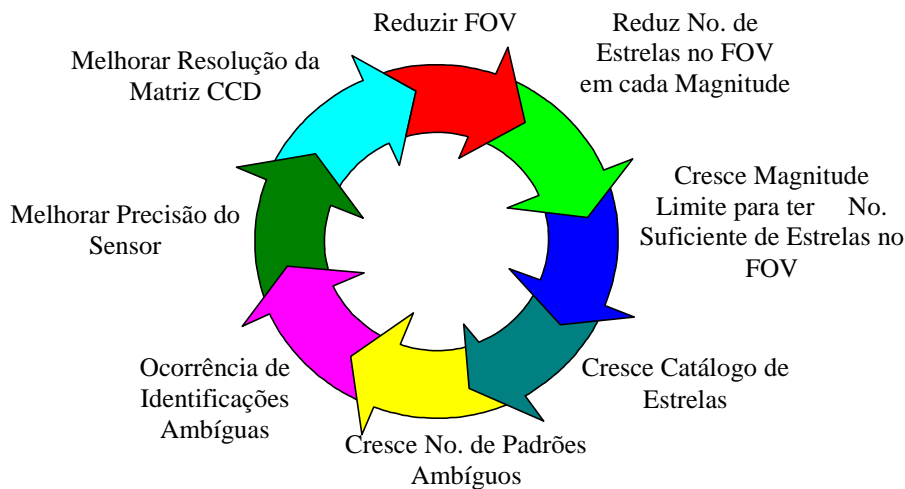 Reduzir FOV
Reduz No. de
Estrelas no FOV
em cada Magnitude
Cresce Magnitude
Limite para ter No.
Suficiente de Estrelas no
FOV
Cresce Catálogo de
Estrelas
Cresce No. de Padrões
Ambíguos
Ocorrência de
Identificações
Ambíguas
Melhorar Precisão do
Sensor
Melhorar Resolução da
Matriz CCD